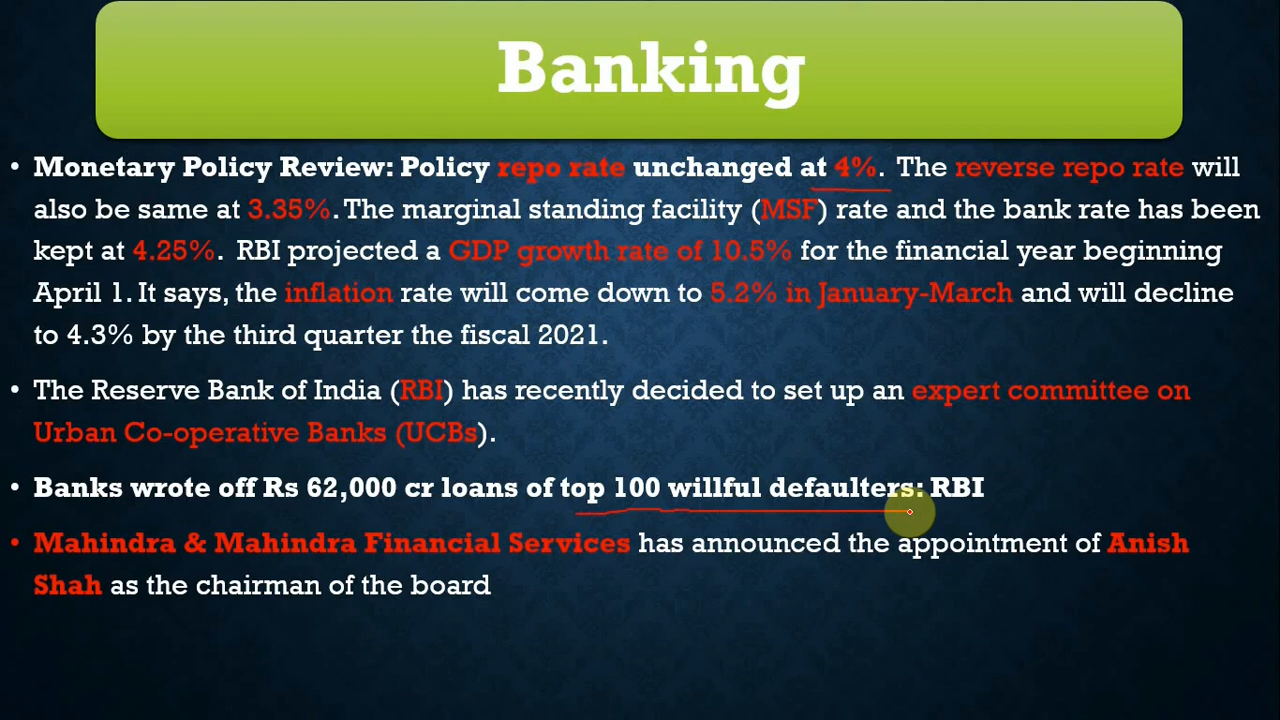 Banking
• Monetary Policy Review: Policy repo rate unchanged at 4%. The reverse repo rate will
also be same at 3.35%. The marginal standing facility (MSF) rate and the bank rate has been
kept at 4.25%. RBI projected a GDP growth rate of 10.5% for the financial year beginning
April 1. It says, the inflation rate will come down to 5.2% in January-March and will decline
to 4.3% by the third quarter the fiscal 2021.
• The Reserve Bank of India (RBI) has recently decided to set up an expert committee on
Urban Co-operative Banks (UCBs).
• Banks wrote off Rs 62,000 cr loans of top 100 willful defaulters: RBI
• Mahindra & Mahindra Financial Services has announced the appointment of Anish
Shah as the chairman of the board